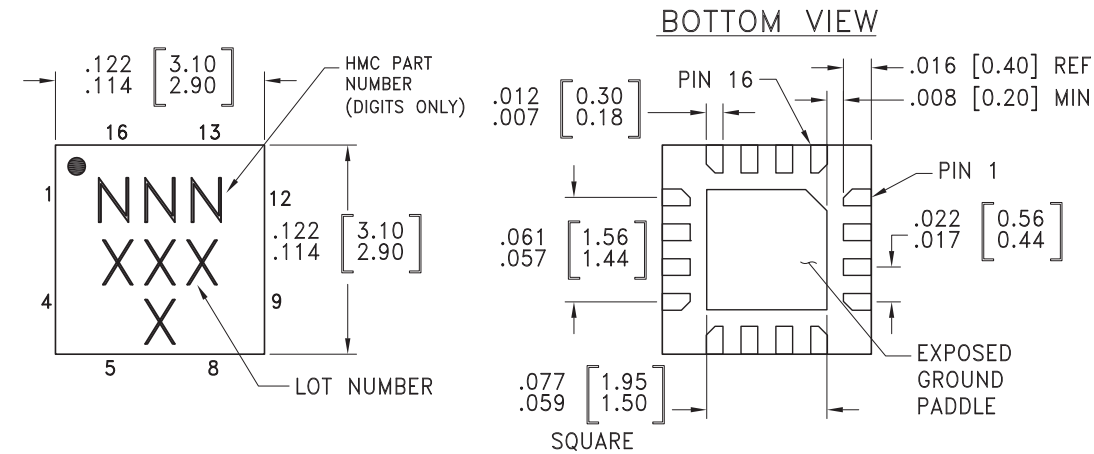 BOTTOM VIEW
.122 [3.10]
.114 [2.90]
HMC PART
NUMBER
(DIGITS ONLY)
16 13
1
12
4
9
5 8
NNN
XXX
X
.122 [3.10]
.114 [2.90]
LOT NUMBER
PIN 16
.016 [0.40] REF
.008 [0.20] MIN
.012 [0.30]
.007 [0.18]
PIN 1
.022 [0.56]
.017 [0.44]
.061 [1.56]
.057 [1.44]
EXPOSED
GROUND
PADDLE
.077 [1.95]
.059 [1.50]
SQUARE